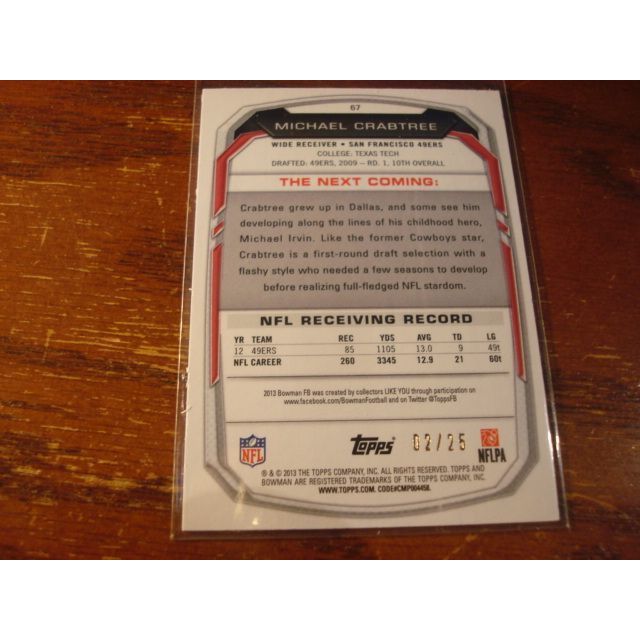 67
MICHAEL CRABTREE
WIDE RECEIVER • SAN FRANCISCO 49ERS
COLLEGE: TEXAS TECH
DRAFTED: 49ERS, 2009 – RD. 1, 10TH OVERALL
THE NEXT COMING:
Crabtree grew up in Dallas, and some see him
developing along the lines of his childhood hero,
Michael Irvin. Like the former Cowboys star,
Crabtree is a first-round draft selection with a
flashy style who needed a few seasons to develop
before realizing full-fledged NFL stardom.
NFL RECEIVING RECORD
YR TEAM REC YDS AVG TD LG
12 49ERS 85 1105 13.0 9 49t
NFL CAREER 260 3345 12.9 21 60t
2013 Bowman FB was created by collectors LIKE YOU through participation on
www.facebook.com/BowmanFootball and on Twitter @ToppsFB
NFL Topps 02/25 NFLPA
® & © 2013 THE TOPPS COMPANY, INC. ALL RIGHTS RESERVED. TOPPS AND
BOWMAN ARE REGISTERED TRADEMARKS OF THE TOPPS COMPANY, INC.
WWW.TOPPS.COM. CODE#CMP004458.